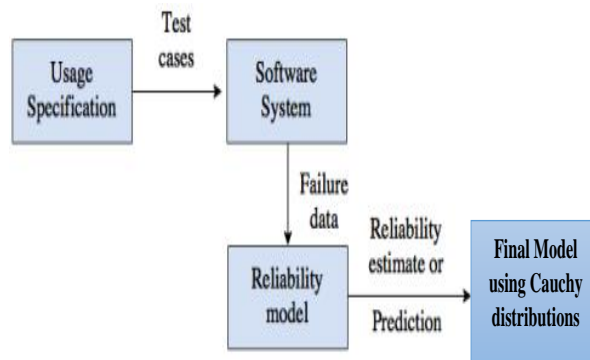 Test
cases
Usage
Specification
Software
System
Failure
data
Reliability
model
Reliability
estimate or
Prediction
Final Model
using Cauchy
distributions